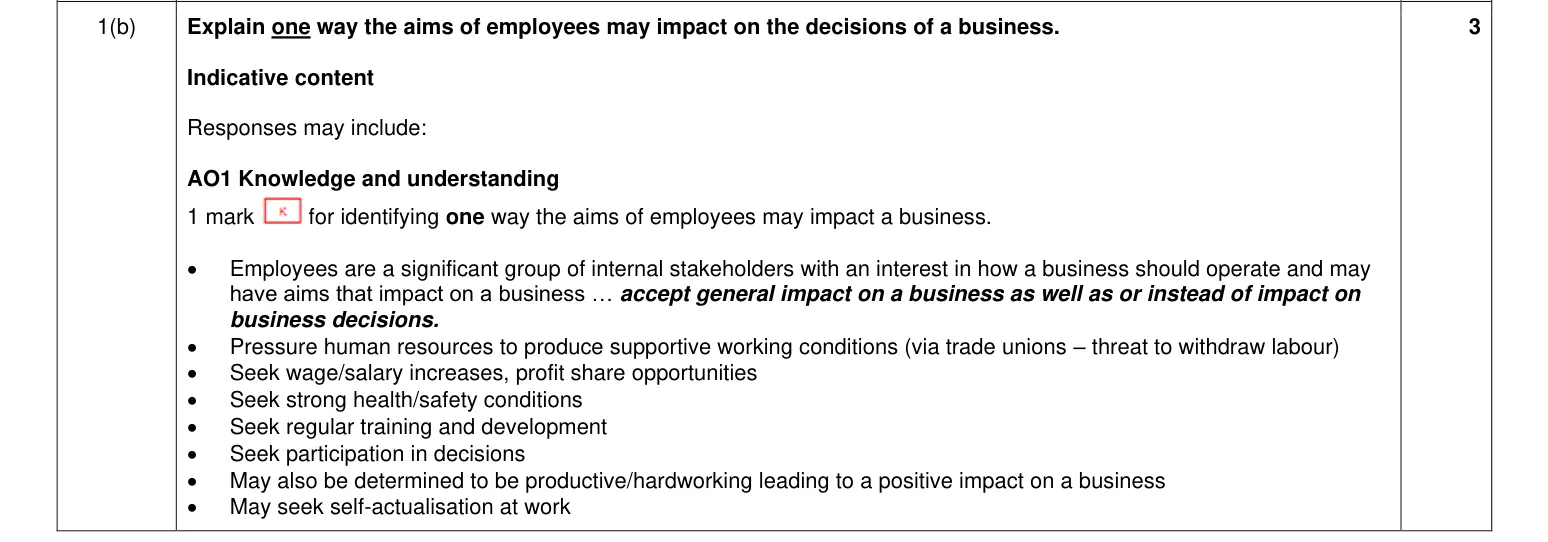 1(b)
Explain one way the aims of employees may impact on the decisions of a business.
3
Indicative content
Responses may include:
AO1 Knowledge and understanding
1 mark K for identifying one way the aims of employees may impact a business.
• Employees are a significant group of internal stakeholders with an interest in how a business should operate and may
have aims that impact on a business … accept general impact on a business as well as or instead of impact on
business decisions.
• Pressure human resources to produce supportive working conditions (via trade unions – threat to withdraw labour)
• Seek wage/salary increases, profit share opportunities
• Seek strong health/safety conditions
• Seek regular training and development
• Seek participation in decisions
• May also be determined to be productive/hardworking leading to a positive impact on a business
• May seek self-actualisation at work